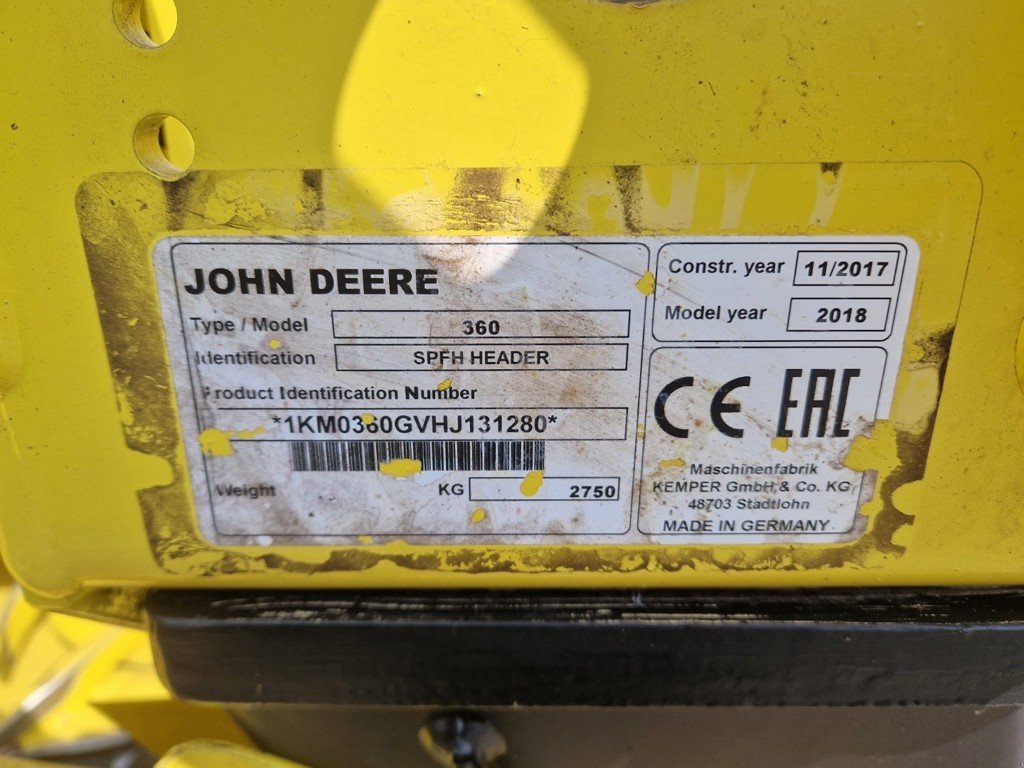 JOHN DEERE
Type / Model 360
Identification SPFH HEADER
Product Identification Number
*1KM0360GVHJ131280*
Weight KG 2750
Constr. year 11/2017
Model year 2018
CE EAC
Maschinenfabrik
KEMPER GmbH & Co. KG
48703 Stadtlohn
MADE IN GERMANY